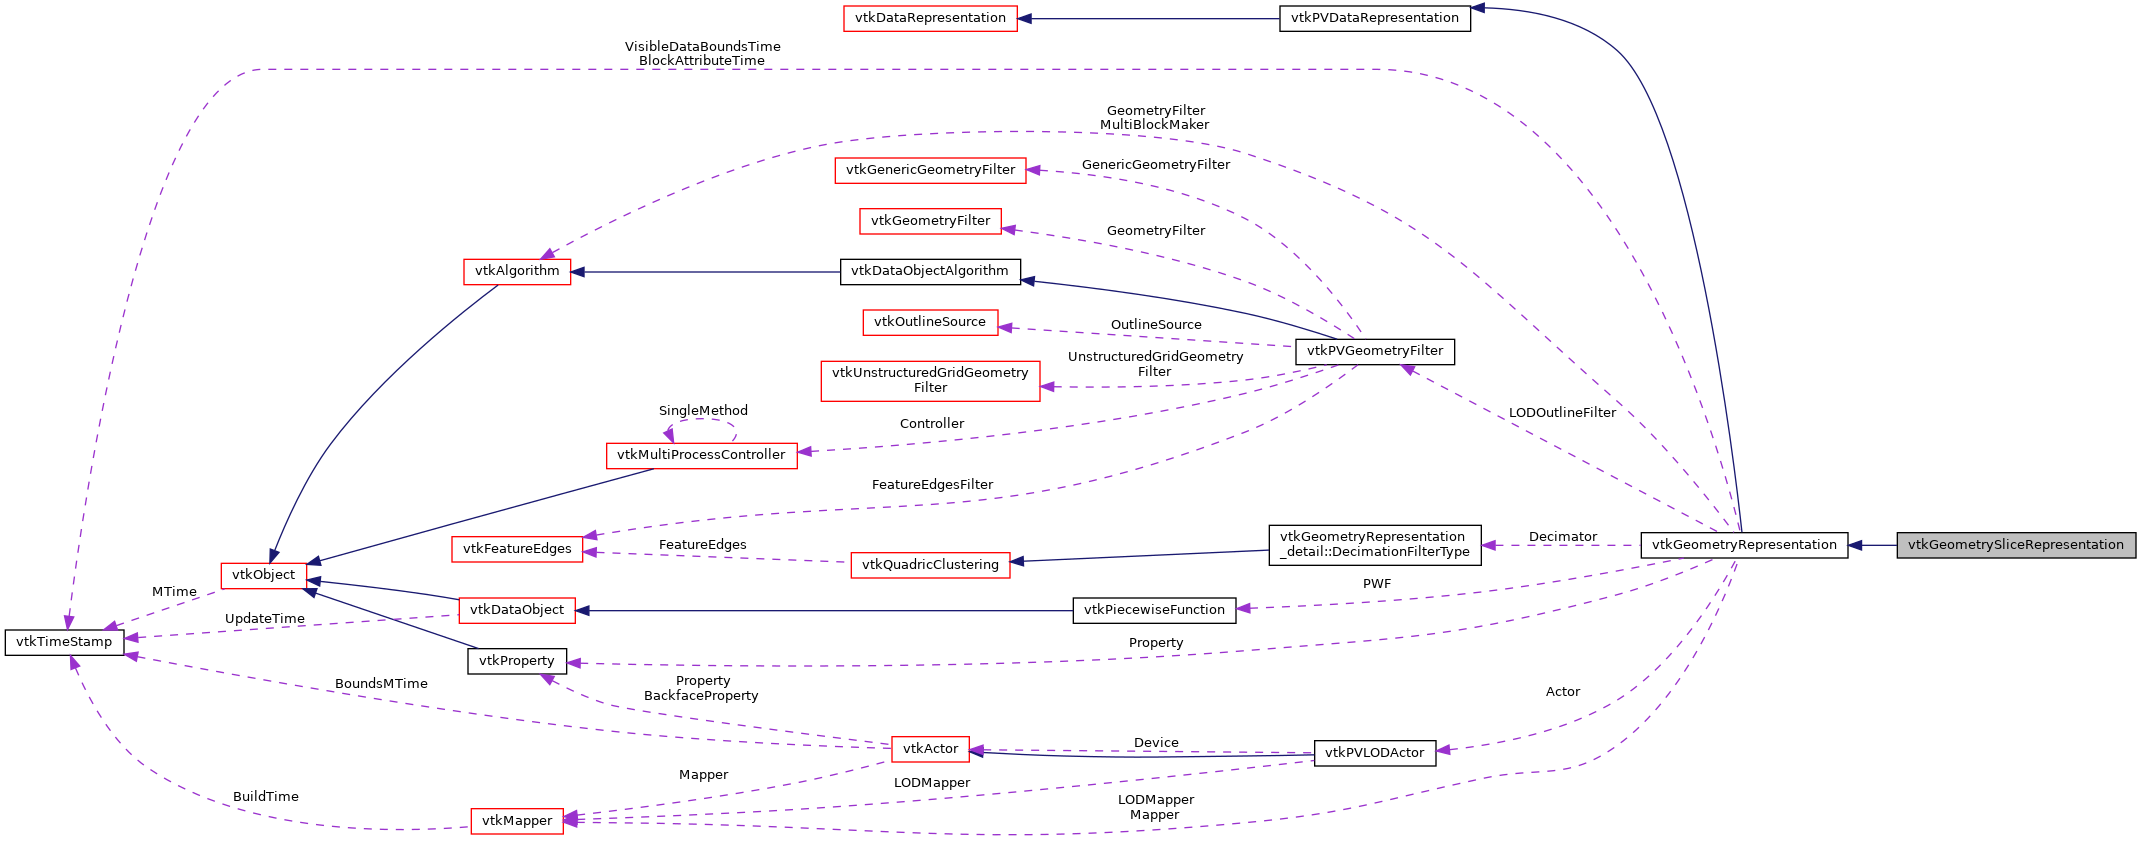 vtkDataRepresentation
vtkPVDataRepresentation
VisibleDataBoundsTime
BlockAttributeTime
GeometryFilter
MultiBlockMaker
vtkGenericGeometryFilter
GenericGeometryFilter
vtkGeometryFilter
GeometryFilter
vtkAlgorithm
vtkDataObjectAlgorithm
vtkOutlineSource
OutlineSource
vtkPVGeometryFilter
UnstructuredGridGeometry
Filter
vtkUnstructuredGridGeometry
Filter
SingleMethod
LODOutlineFilter
Controller
vtkMultiProcessController
FeatureEdgesFilter
vtkGeometryRepresentation
_detail::DecimationFilterType
Decimator
vtkGeometryRepresentation
vtkGeometrySliceRepresentation
vtkFeatureEdges
FeatureEdges
vtkQuadricClustering
vtkObject
MTime
PWF
vtkDataObject
vtkPiecewiseFunction
UpdateTime
vtkTimeStamp
Property
vtkProperty
BoundsMTime
Property
BackfaceProperty
Actor
vtkActor
Device
vtkPVLODActor
Mapper
LODMapper
BuildTime
LODMapper
Mapper
vtkMapper